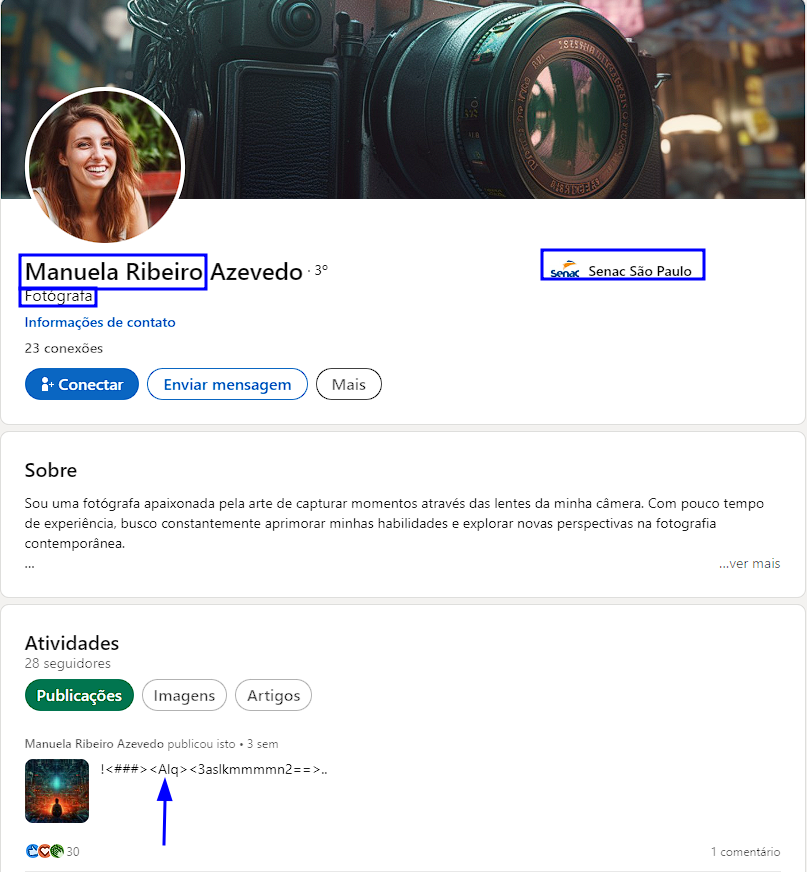 Manuela Ribeiro Azevedo · 3º
senac Senac São Paulo
Fotógrafa
Informações de contato
23 conexões
Conectar Enviar mensagem Mais
Sobre
Sou uma fotógrafa apaixonada pela arte de capturar momentos através das lentes da minha câmera. Com pouco tempo
de experiência, busco constantemente aprimorar minhas habilidades e explorar novas perspectivas na fotografia
contemporânea.
...
...ver mais
Atividades
28 seguidores
Publicações Imagens Artigos
Manuela Ribeiro Azevedo publicou isto • 3 sem
!<###><Alq><3aslkmmmmn2==>..
30
1 comentário